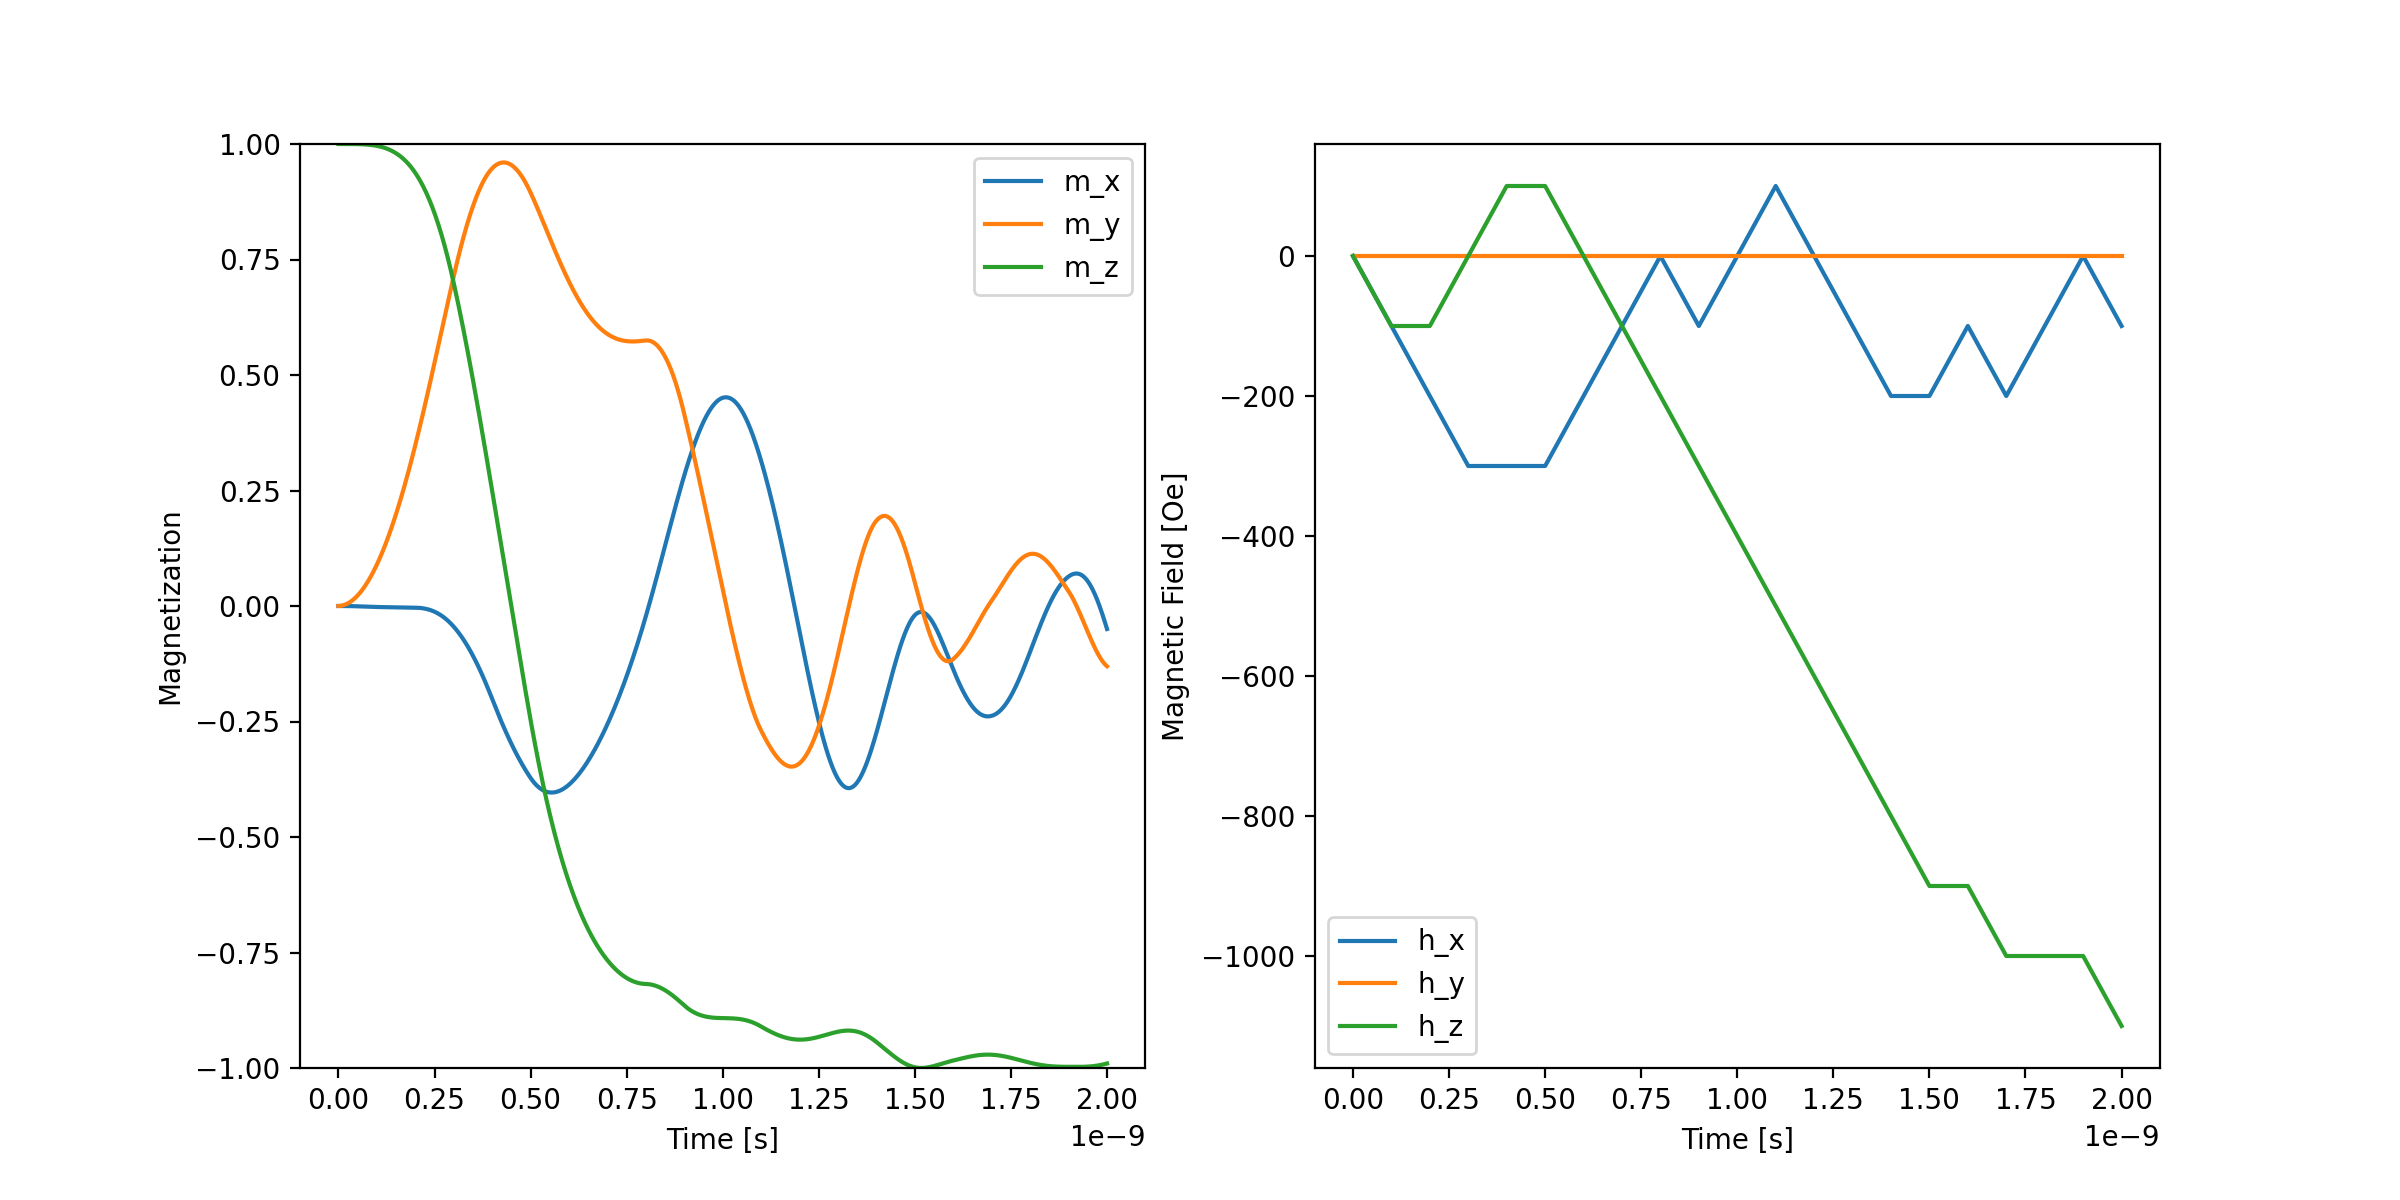 1.00
0.75
0.50
0.25
0.00
−0.25
−0.50
−0.75
−1.00
Magnetization
m_x
m_y
m_z
0.00 0.25 0.50 0.75 1.00 1.25 1.50 1.75 2.00
1e−9
Time [s]
0
−200
−400
−600
−800
−1000
Magnetic Field [Oe]
h_x
h_y
h_z
0.00 0.25 0.50 0.75 1.00 1.25 1.50 1.75 2.00
1e−9
Time [s]